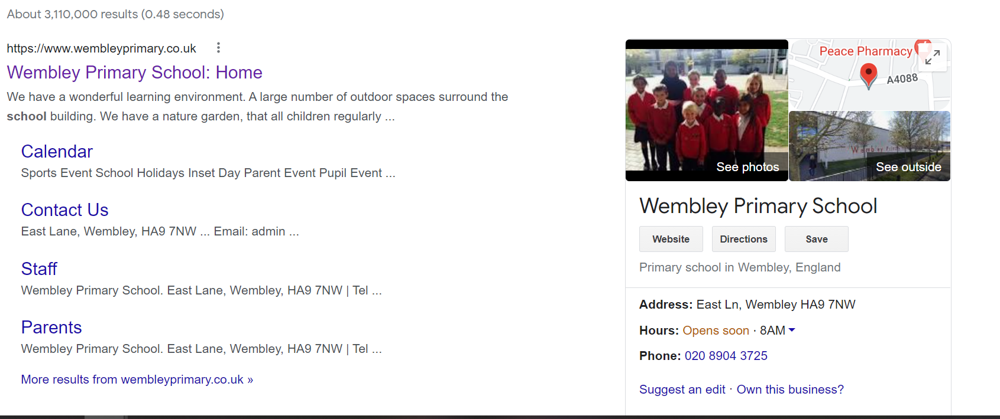 About 3,110,000 results (0.48 seconds)
https://www.wembleyprimary.co.uk
Wembley Primary School: Home
We have a wonderful learning environment. A large number of outdoor spaces surround the
school building. We have a nature garden, that all children regularly ...
Calendar
Sports Event School Holidays Inset Day Parent Event Pupil Event ...
Contact Us
East Lane, Wembley, HA9 7NW ... Email: admin ...
Staff
Wembley Primary School. East Lane, Wembley, HA9 7NW | Tel ...
Parents
Wembley Primary School. East Lane, Wembley, HA9 7NW | Tel ...
More results from wembleyprimary.co.uk »
Peace Pharmacy
A4088
Wembley
See photos
See outside
Wembley Primary School
Website Directions Save
Primary school in Wembley, England
Address: East Ln, Wembley HA9 7NW
Hours: Opens soon · 8AM
Phone: 020 8904 3725
Suggest an edit · Own this business?